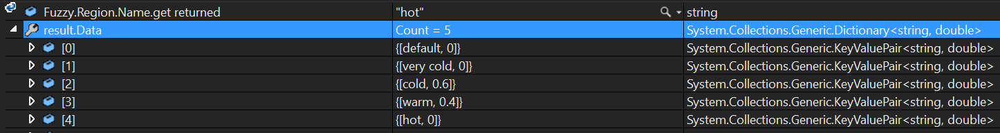 Fuzzy.Region.Name.get returned "hot" string
result.Data Count = 5 System.Collections.Generic.Dictionary<string, double>
[0] {[default, 0]} System.Collections.Generic.KeyValuePair<string, double>
[1] {[very cold, 0]} System.Collections.Generic.KeyValuePair<string, double>
[2] {[cold, 0.6]} System.Collections.Generic.KeyValuePair<string, double>
[3] {[warm, 0.4]} System.Collections.Generic.KeyValuePair<string, double>
[4] {[hot, 0]} System.Collections.Generic.KeyValuePair<string, double>